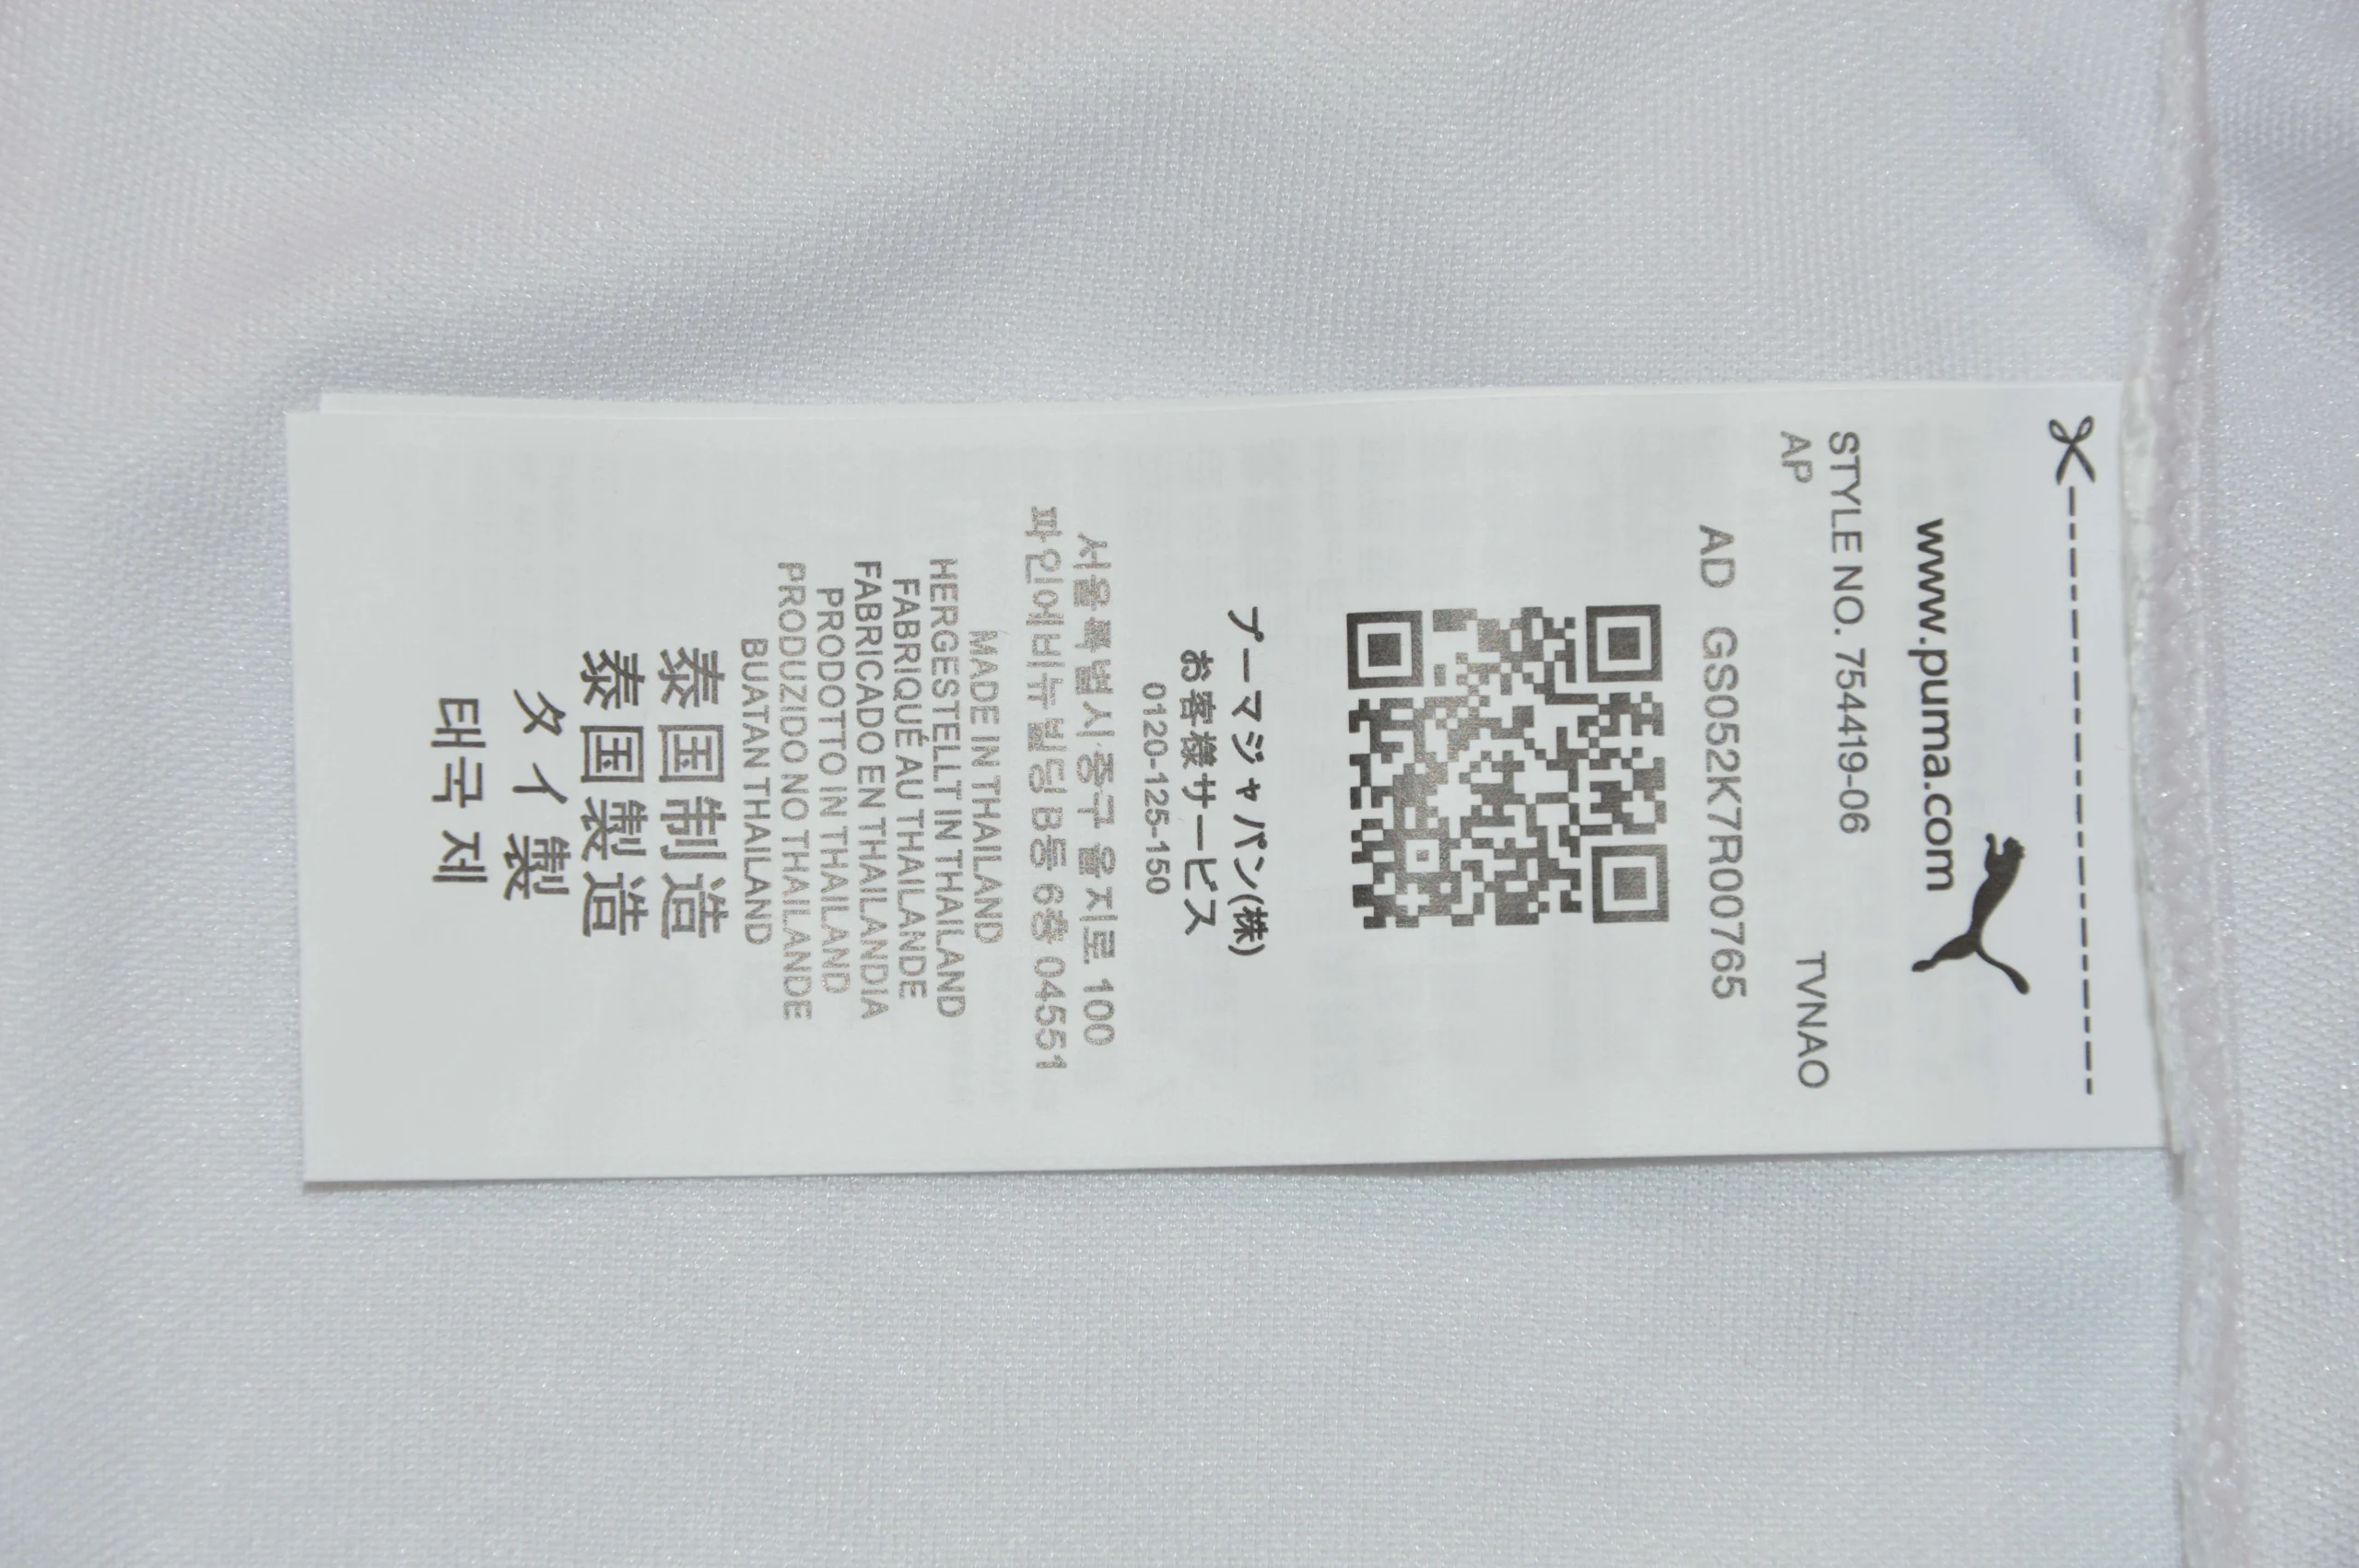 www.puma.com
STYLE NO. 754419-06
AP TVNAO
AD GS052K7R00765
プーマジャパン(株)
お客様サービス
0120-125-150
서울특별시중구 을지로 100
파인에비뉴빌딩B동 6층 04551
MADE IN THAILAND
HERGESTELLT IN THAILAND
FABRIQUÉ AU THAILANDE
FABRICADO EN THAILANDIA
PRODOTTO IN THAILAND
PRODUZIDO NO THAILANDE
BUATAN THAILAND
泰国制造
泰国製造
タイ製
태국 제